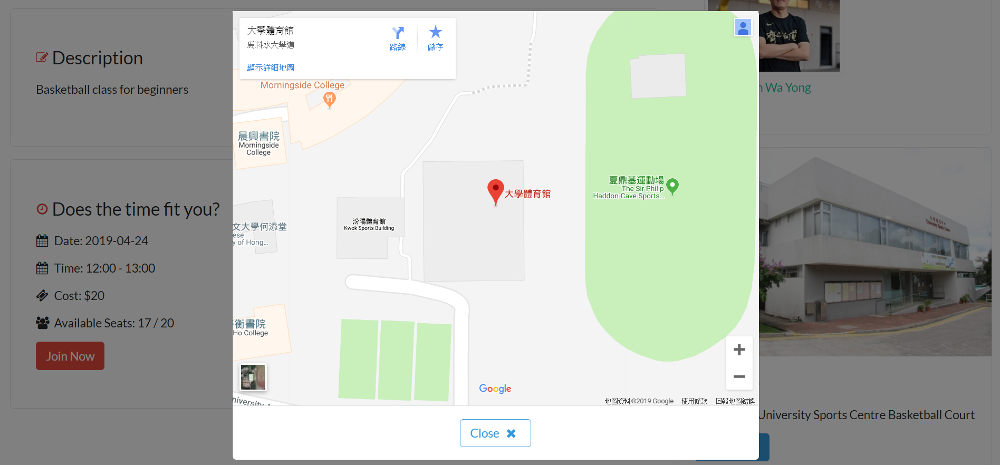 Description
Basketball class for beginners
Does the time fit you?
Date: 2019-04-24
Time: 12:00 - 13:00
Cost: $20
Available Seats: 17 / 20
Join Now
大學體育館
馬料水大學道
顯示詳細地圖
路線
儲存
Morningside College
晨興書院
Morningside
College
文大學何添堂
ese
y of Hong...
汾陽體育館
Kwok Sports Building
大學體育館
夏鼎基運動場
The Sir Philip
Haddon-Cave Sports...
衡書院
Ho College
niversity A
Google
地圖資料©2019 Google
使用條款
回報地圖錯誤
Close
Wa Yong
University Sports Centre
University Sports Centre Basketball Court